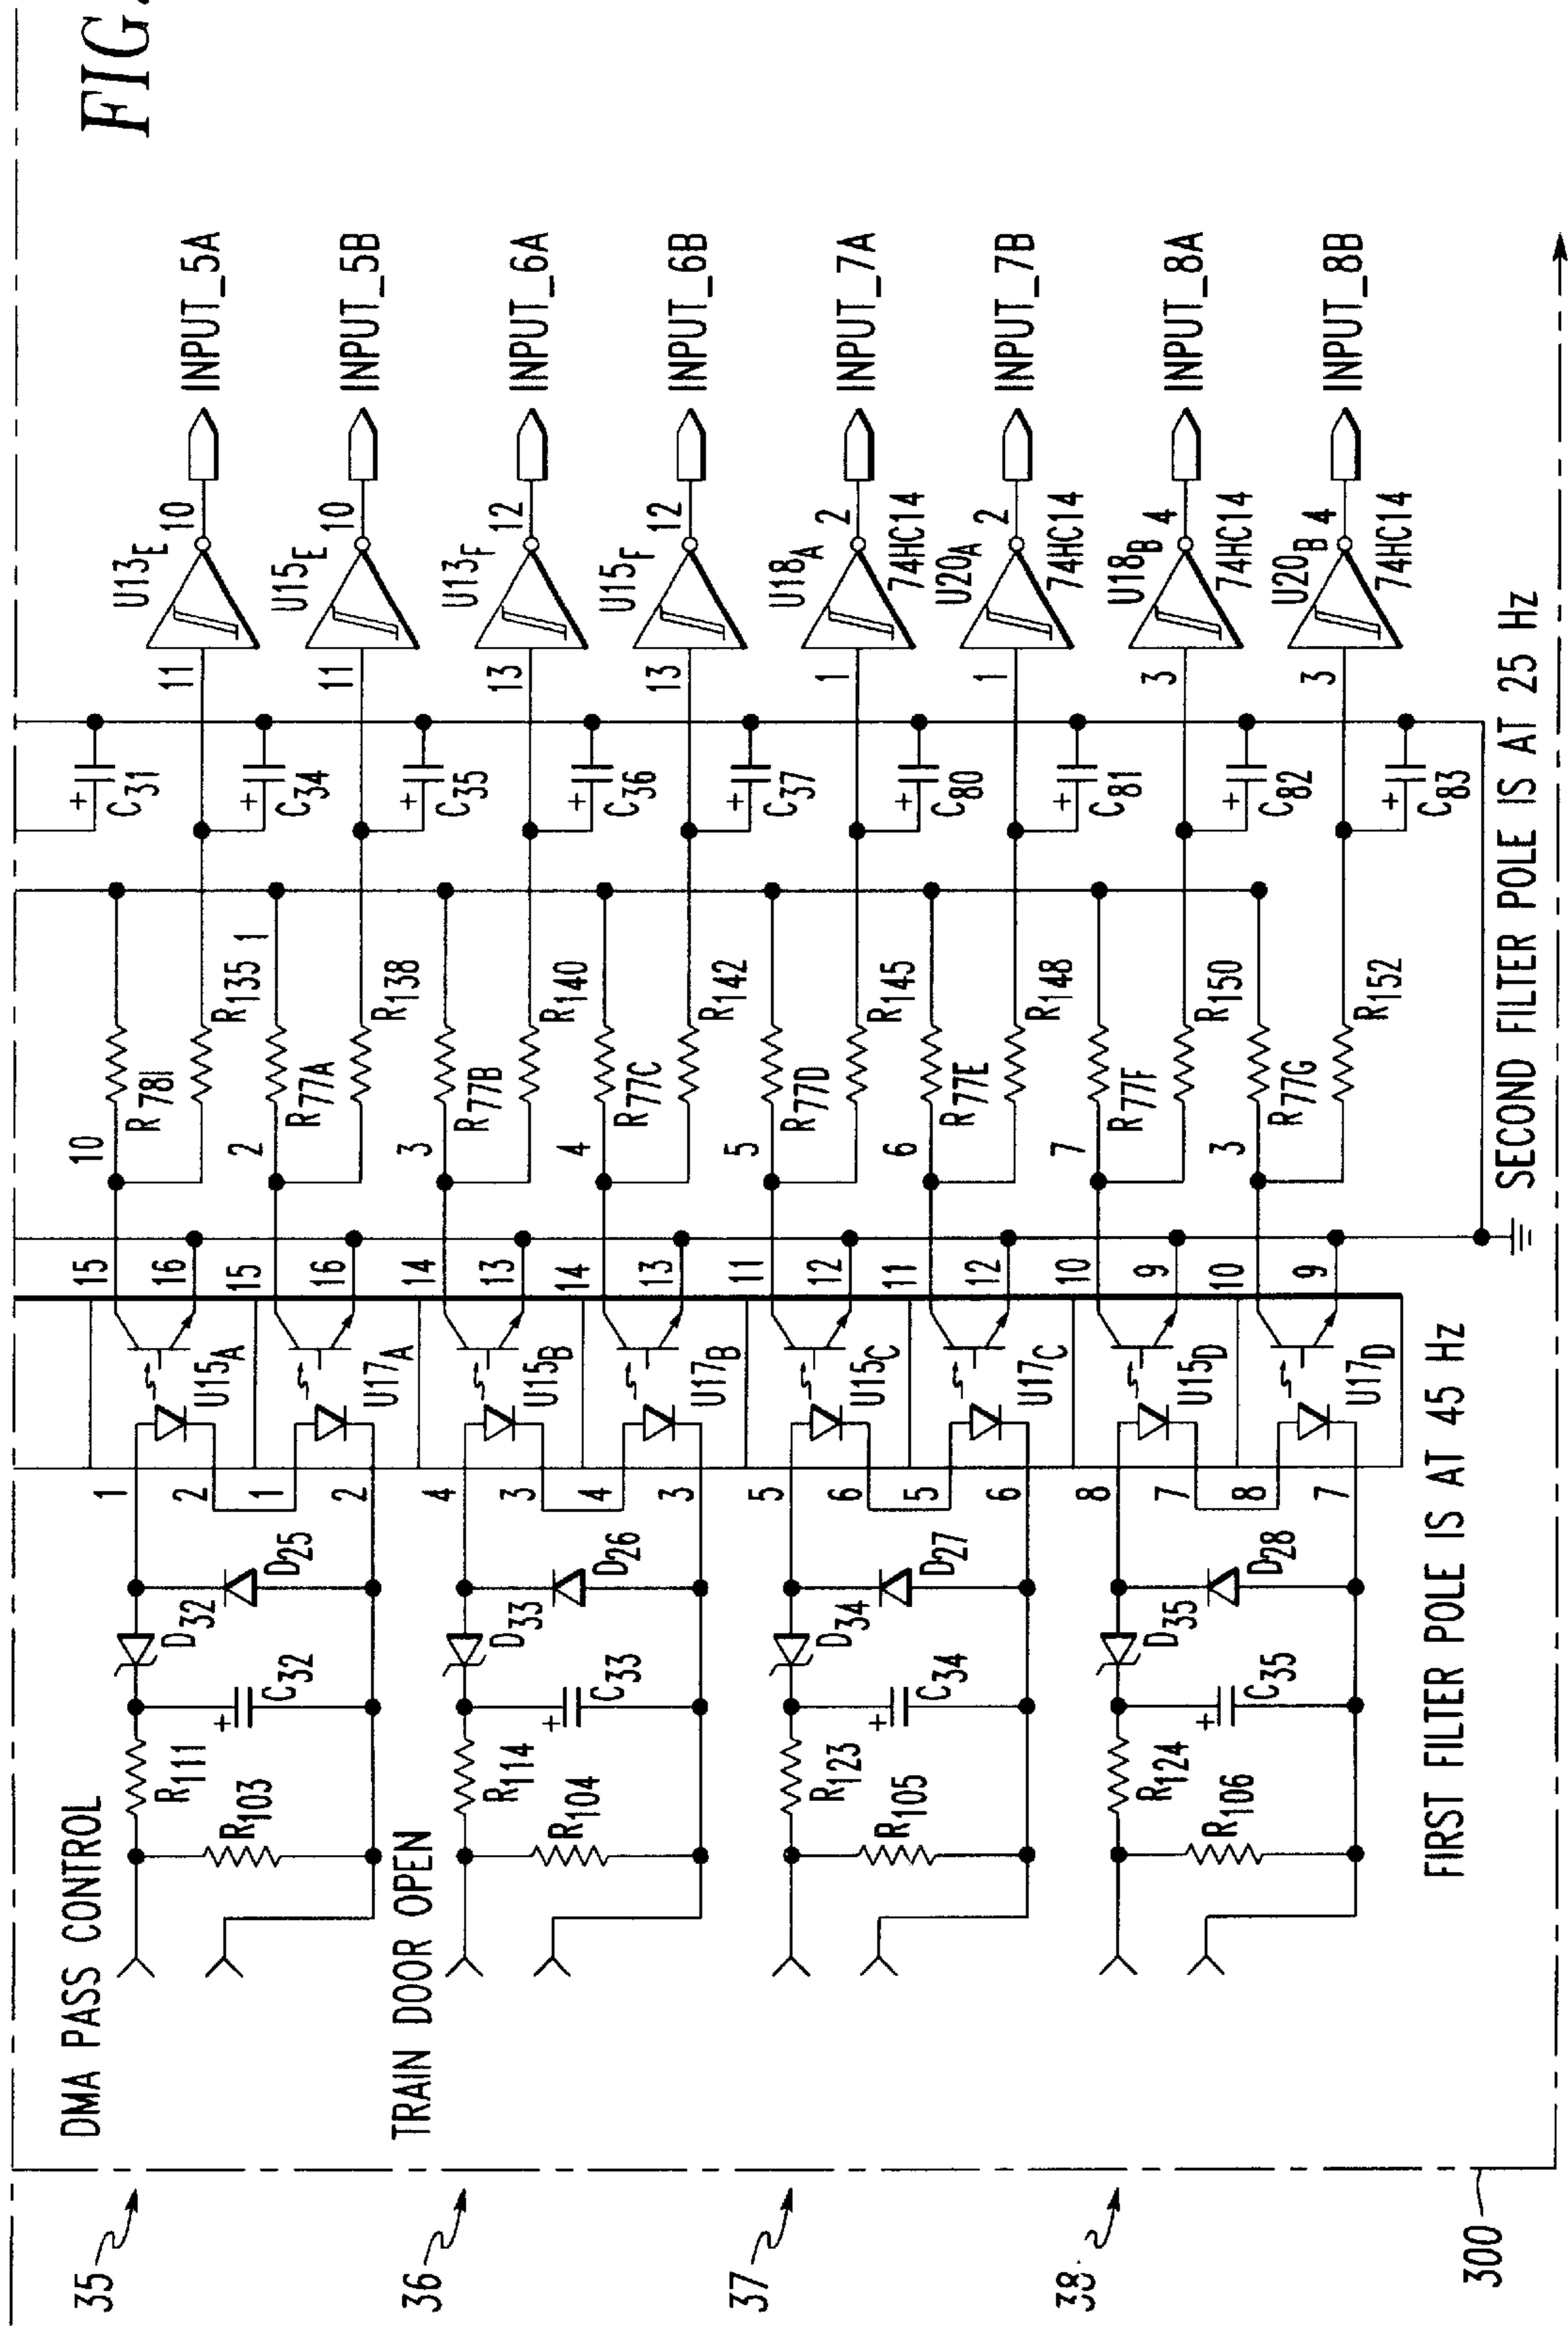 FIG.
35
DMA PASS CONTROL
R111
R103
C32
D32
D25
1
2
1
2
U15A
U17A
15
16
15
16
10
R78I
R135
1
2
R77A
R138
+
C31
+
C34
+
C35
11
U13E
10
INPUT_5A
11
U15E
10
INPUT_5B
36
TRAIN DOOR OPEN
R114
R104
C33
+
D33
D26
4
3
4
3
U15B
U17B
14
13
14
13
3
R77B
R140
4
R77C
R142
+
C36
+
C37
13
U13F
12
INPUT_6A
13
U15F
12
INPUT_6B
37
R123
R105
C34
+
D34
D27
5
6
5
6
U15C
U17C
11
12
11
12
5
R77D
R145
6
R77E
R148
+
C80
+
C81
1
U18A
2
74HC14
INPUT_7A
1
U20A
2
74HC14
INPUT_7B
38
R124
R106
C35
+
D35
D28
8
7
8
7
U15D
U17D
10
9
10
9
7
R77F
R150
3
R77G
R152
+
C82
+
C83
3
U18B
4
74HC14
INPUT_8A
3
U20B
4
74HC14
INPUT_8B
300
FIRST FILTER POLE IS AT 45 Hz
SECOND FILTER POLE IS AT 25 Hz